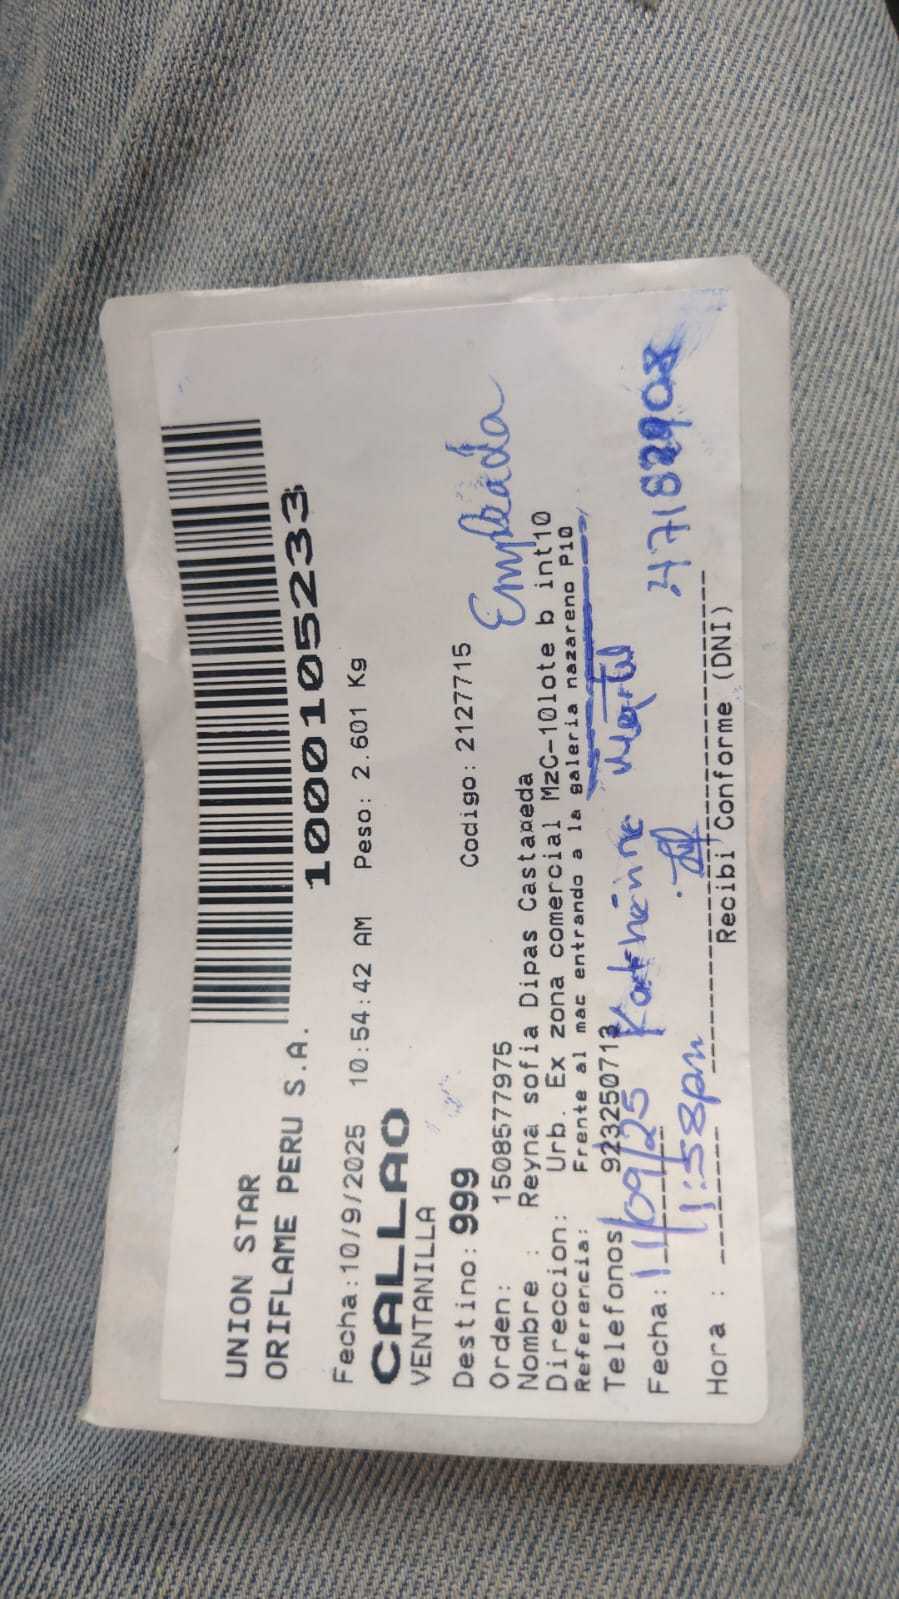 UNION STAR
ORIFLAME PERU S.A.
1000105233
Fecha:10/9/2025 10:54:42 AM Peso: 2.601 Kg
CALLAO
VENTANILLA
Destino: 999 Codigo: 2127715
Empleada
Orden: 1508577975
Nombre : Reyna sofia Dipas Castaneda
Direccion: Urb. Ex zona comercial MzC-10lote b int10
Referencia: Frente al mac entrando a la galeria nazareno P10
Telefonos 923250713
Fecha: 11/09/25 Katherine 47182908
Hora : 1:58pm
Recibi Conforme (DNI)